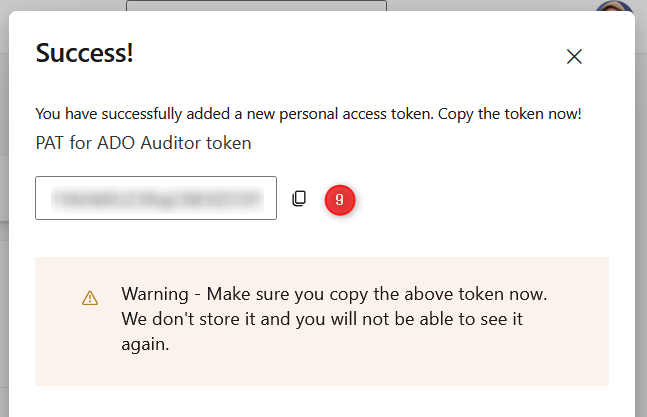 Success!
You have successfully added a new personal access token. Copy the token now!
PAT for ADO Auditor token
9
Warning - Make sure you copy the above token now.
We don't store it and you will not be able to see it
again.